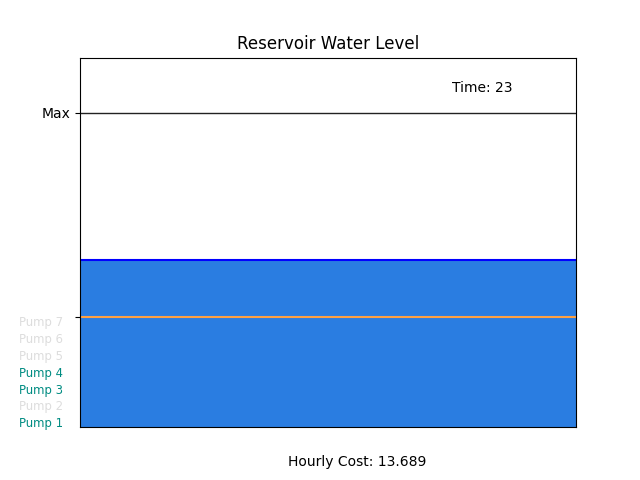 Reservoir Water Level
Time: 23
Max
Pump 7
Pump 6
Pump 5
Pump 4
Pump 3
Pump 2
Pump 1
Hourly Cost: 13.689